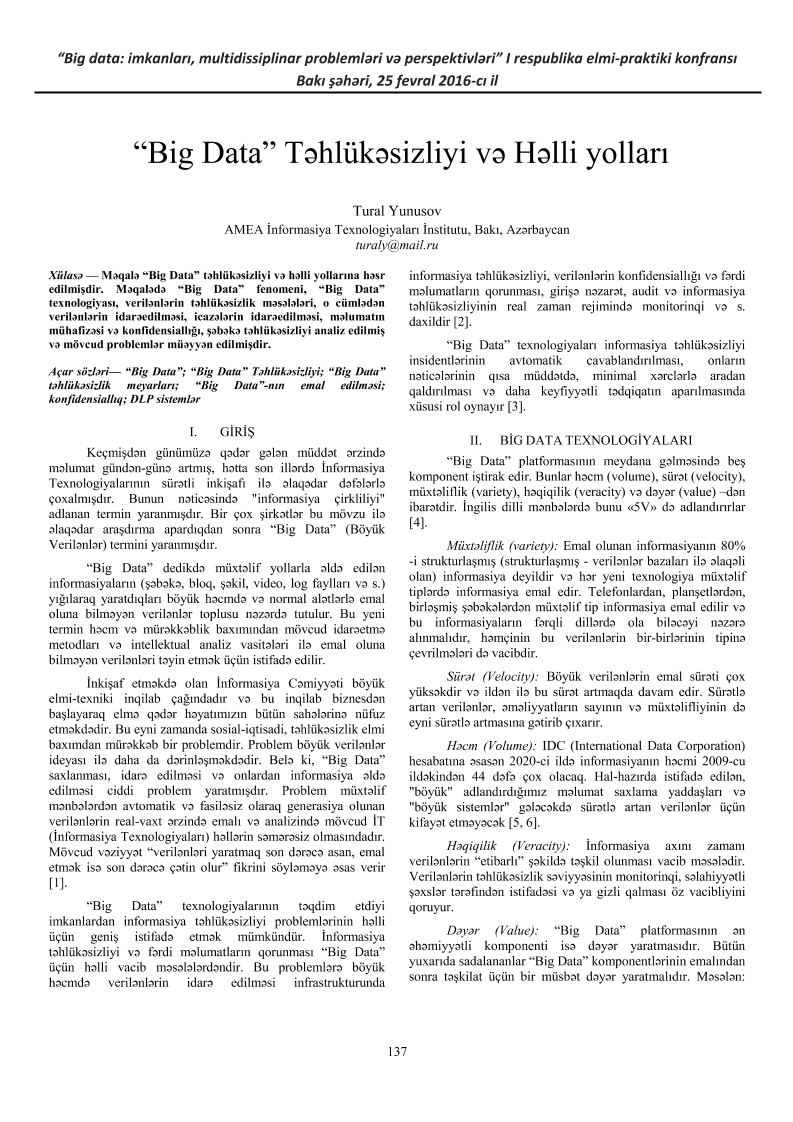 “Big data: imkanları, multidissiplinar problemləri və perspektivləri” I respublika elmi-praktiki konfransı
Bakı şəhəri, 25 fevral 2016-cı il
“Big Data” Təhlükəsizliyi və Həlli yolları
Tural Yunusov
AMEA İnformasiya Texnologiyaları İnstitutu, Bakı, Azərbaycan
turaly@mail.ru
Xülasə — Məqalə “Big Data” təhlükəsizliyi və həlli yollarına həsr
edilmişdir. Məqalədə “Big Data” fenomeni, “Big Data”
texnologiyası, verilənlərin təhlükəsizlik məsələləri, o cümlədən
verilənlərin idarəedilməsi, icazələrin idarəedilməsi, məlumatın
mühafizəsi və konfidensiallığı, şəbəkə təhlükəsizliyi analiz edilmiş
və mövcud problemlər müəyyən edilmişdir.
Açar sözləri— “Big Data”; “Big Data” Təhlükəsizliyi; “Big Data”
təhlükəsizlik meyarları; “Big Data”-nın emal edilməsi;
konfidensiallıq; DLP sistemlər
I. GİRİŞ
Keçmişdən günümüzə qədər gələn müddət ərzində
məlumat gündən-günə artmış, hətta son illərdə İnformasiya
Texnologiyalarının sürətli inkişafı ilə əlaqədar dəfələrlə
çoxalmışdır. Bunun nəticəsində "informasiya çirkliliyi"
adlanan termin yaranmışdır. Bir çox şirkətlər bu mövzu ilə
əlaqədar araşdırma apardıqdan sonra “Big Data” (Böyük
Verilənlər) termini yaranmışdır.
“Big Data” dedikdə müxtəlif yollarla əldə edilən
informasiyaların (şəbəkə, bloq, şəkil, video, log faylları və s.)
yığılaraq yaratdıqları böyük həcmdə və normal alətlərlə emal
oluna bilməyən verilənlər toplusu nəzərdə tutulur. Bu yeni
termin həcm və mürəkkəblik baxımından mövcud idarəetmə
metodları və intellektual analiz vasitələri ilə emal oluna
bilməyən verilənləri təyin etmək üçün istifadə edilir.
İnkişaf etməkdə olan İnformasiya Cəmiyyəti böyük
elmi-texniki inqilab çağındadır və bu inqilab biznesdən
başlayaraq elmə qədər həyatımızın bütün sahələrinə nüfuz
etməkdədir. Bu eyni zamanda sosial-iqtisadi, təhlükəsizlik elmi
baxımdan mürəkkəb bir problemdir. Problem böyük verilənlər
ideyası ilə daha da dərinləşməkdədir. Belə ki, “Big Data”
saxlanması, idarə edilməsi və onlardan informasiya əldə
edilməsi ciddi problem yaratmışdır. Problem müxtəlif
mənbələrdən avtomatik və fasiləsiz olaraq generasiya olunan
verilənlərin real-vaxt ərzində emalı və analizində mövcud İT
(İnformasiya Texnologiyaları) həllərin səmərəsiz olmasındadır.
Mövcud vəziyyət “verilənləri yaratmaq son dərəcə asan, emal
etmək isə son dərəcə çətin olur” fikrini söyləməyə əsas verir
[1].
“Big Data” texnologiyalarının təqdim etdiyi
imkanlardan informasiya təhlükəsizliyi problemlərinin həlli
üçün geniş istifadə etmək mümkündür. İnformasiya
təhlükəsizliyi və fərdi məlumatların qorunması “Big Data”
üçün həlli vacib məsələlərdəndir. Bu problemlərə böyük
həcmdə verilənlərin idarə edilməsi infrastrukturunda
informasiya təhlükəsizliyi, verilənlərin konfidensiallığı və fərdi
məlumatların qorunması, girişə nəzarət, audit və informasiya
təhlükəsizliyinin real zaman rejimində monitorinqi və s.
daxildir [2].
“Big Data” texnologiyaları informasiya təhlükəsizliyi
insidentlərinin avtomatik cavablandırılması, onların
nəticələrinin qısa müddətdə, minimal xərclərlə aradan
qaldırılması və daha keyfiyyətli tədqiqatın aparılmasında
xüsusi rol oynayır [3].
II. BİG DATA TEXNOLOGİYALARI
“Big Data” platformasının meydana gəlməsində beş
komponent iştirak edir. Bunlar həcm (volume), sürət (velocity),
müxtəliflik (variety), həqiqilik (veracity) və dəyər (value) –dən
ibarətdir. İngilis dilli mənbələrdə bunu «5V» də adlandırırlar
[4].
Müxtəliflik (variety): Emal olunan informasiyanın 80%
-i strukturlaşmış (strukturlaşmış - verilənlər bazaları ilə əlaqəli
olan) informasiya deyildir və hər yeni texnologiya müxtəlif
tiplərdə informasiya emal edir. Telefonlardan, planşetlərdən,
birləşmiş şəbəkələrdən müxtəlif tip informasiya emal edilir və
bu informasiyaların fərqli dillərdə ola biləcəyi nəzərə
alınmalıdır, həmçinin bu verilənlərin bir-birlərinin tipinə
çevrilmələri də vacibdir.
Sürət (Velocity): Böyük verilənlərin emal sürəti çox
yüksəkdir və ildən ilə bu sürət artmaqda davam edir. Sürətlə
artan verilənlər, əməliyyatların sayının və müxtəlifliyinin də
eyni sürətlə artmasına gətirib çıxarır.
Həcm (Volume): IDC (International Data Corporation)
hesabatına əsasən 2020-ci ildə informasiyanın həcmi 2009-cu
ildəkindən 44 dəfə çox olacaq. Hal-hazırda istifadə edilən,
"böyük" adlandırdığımız məlumat saxlama yaddaşları və
"böyük sistemlər" gələcəkdə sürətlə artan verilənlər üçün
kifayət etməyəcək [5, 6].
Həqiqilik (Veracity): İnformasiya axını zamanı
verilənlərin “etibarlı” şəkildə təşkil olunması vacib məsələdir.
Verilənlərin təhlükəsizlik səviyyəsinin monitorinqi, səlahiyyətli
şəxslər tərəfindən istifadəsi və ya gizli qalması öz vacibliyini
qoruyur.
Dəyər (Value): “Big Data” platformasının ən
əhəmiyyətli komponenti isə dəyər yaratmasıdır. Bütün
yuxarıda sadalananlar “Big Data” komponentlərinin emalından
sonra təşkilat üçün bir müsbət dəyər yaratmalıdır. Məsələn:
137